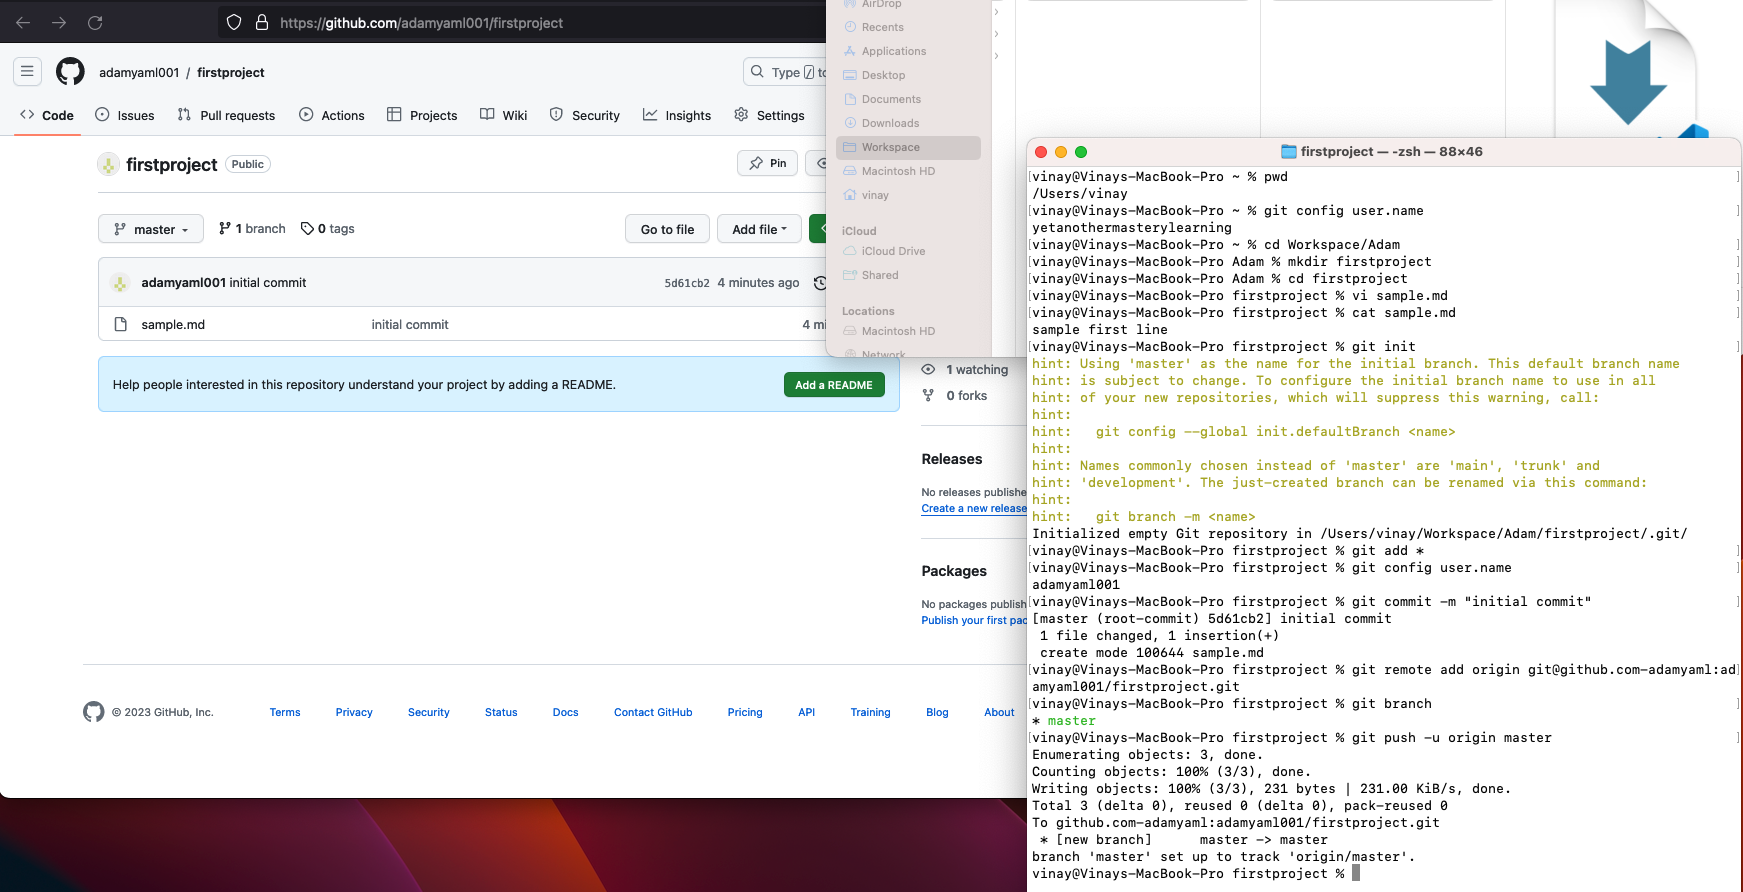 https://github.com/adamyaml001/firstproject
adamyaml001 / firstproject
Type / to
Code
Issues
Pull requests
Actions
Projects
Wiki
Security
Insights
Settings
firstproject
Public
Pin
master
1 branch
0 tags
Go to file
Add file
adamyaml001 initial commit
5d61cb2 4 minutes ago
sample.md
initial commit
4 mi
Help people interested in this repository understand your project by adding a README.
Add a README
1 watching
0 forks
Releases
No releases publishe
Create a new release
Packages
No packages publish
Publish your first pac
© 2023 GitHub, Inc.
Terms
Privacy
Security
Status
Docs
Contact GitHub
Pricing
API
Training
Blog
About
AirDrop
Recents
Applications
Desktop
Documents
Downloads
Workspace
Macintosh HD
vinay
iCloud
iCloud Drive
Shared
Locations
Macintosh HD
Network
firstproject — -zsh — 88×46
[vinay@Vinays-MacBook-Pro ~ % pwd ]
/Users/vinay
[vinay@Vinays-MacBook-Pro ~ % git config user.name ]
yetanothermasterylearning
[vinay@Vinays-MacBook-Pro ~ % cd Workspace/Adam ]
[vinay@Vinays-MacBook-Pro Adam % mkdir firstproject ]
[vinay@Vinays-MacBook-Pro Adam % cd firstproject ]
[vinay@Vinays-MacBook-Pro firstproject % vi sample.md ]
[vinay@Vinays-MacBook-Pro firstproject % cat sample.md ]
sample first line
[vinay@Vinays-MacBook-Pro firstproject % git init ]
hint: Using 'master' as the name for the initial branch. This default branch name
hint: is subject to change. To configure the initial branch name to use in all
hint: of your new repositories, which will suppress this warning, call:
hint:
hint:   git config --global init.defaultBranch <name>
hint:
hint: Names commonly chosen instead of 'master' are 'main', 'trunk' and
hint: 'development'. The just-created branch can be renamed via this command:
hint:
hint:   git branch -m <name>
Initialized empty Git repository in /Users/vinay/Workspace/Adam/firstproject/.git/
[vinay@Vinays-MacBook-Pro firstproject % git add * ]
[vinay@Vinays-MacBook-Pro firstproject % git config user.name ]
adamyaml001
[vinay@Vinays-MacBook-Pro firstproject % git commit -m "initial commit" ]
[master (root-commit) 5d61cb2] initial commit
 1 file changed, 1 insertion(+)
 create mode 100644 sample.md
[vinay@Vinays-MacBook-Pro firstproject % git remote add origin git@github.com-adamyaml:ad]
amyaml001/firstproject.git
[vinay@Vinays-MacBook-Pro firstproject % git branch ]
* master
[vinay@Vinays-MacBook-Pro firstproject % git push -u origin master ]
Enumerating objects: 3, done.
Counting objects: 100% (3/3), done.
Writing objects: 100% (3/3), 231 bytes | 231.00 KiB/s, done.
Total 3 (delta 0), reused 0 (delta 0), pack-reused 0
To github.com-adamyaml:adamyaml001/firstproject.git
 * [new branch]      master -> master
branch 'master' set up to track 'origin/master'.
vinay@Vinays-MacBook-Pro firstproject %